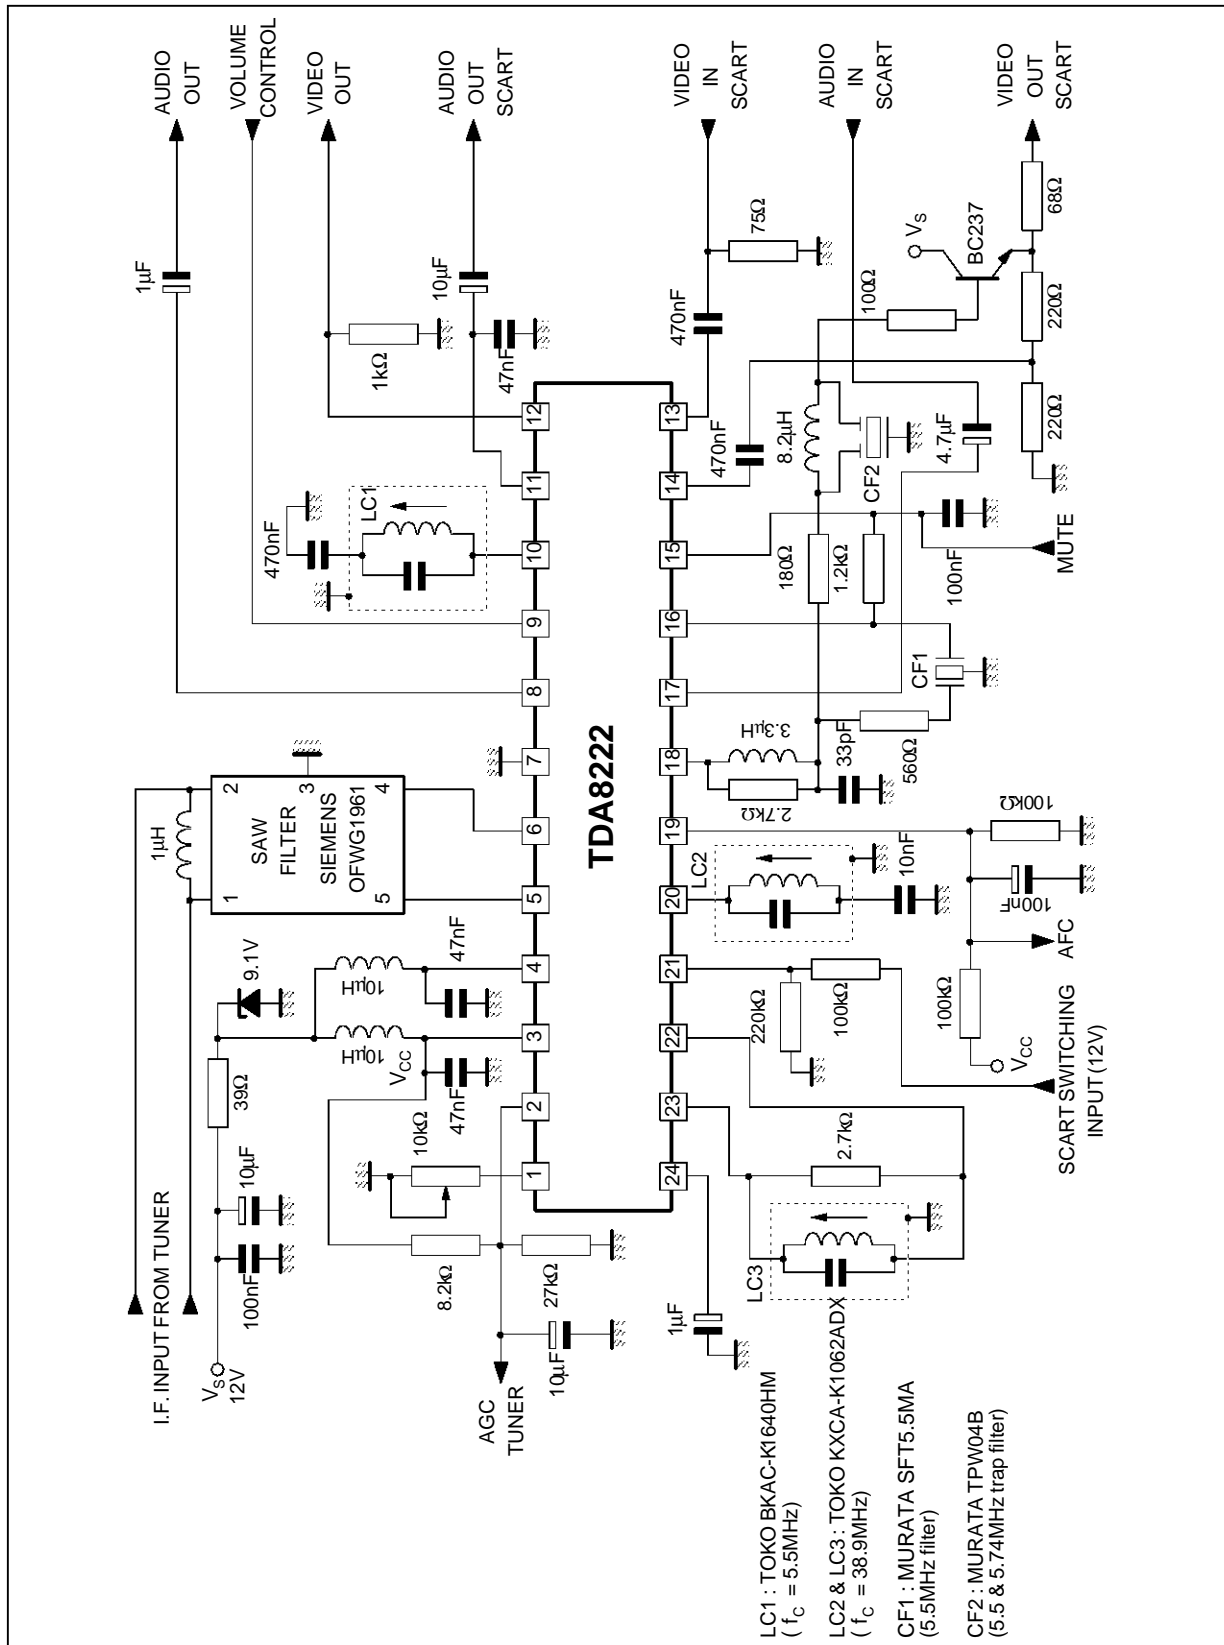 I.F. INPUT FROM TUNER
V_S
12V
100nF
10µF
39Ω
9.1V
10µH
10µH
V_CC
47nF
47nF
10kΩ
8.2kΩ
27kΩ
10µF
AGC
TUNER
1µH
1
2
3
4
5
SAW
FILTER
SIEMENS
OFWG1961
AUDIO
OUT
VOLUME
CONTROL
VIDEO
OUT
AUDIO
OUT
SCART
1µF
10µF
1kΩ
47nF
470nF
LC1
1
2
3
4
5
6
7
8
9
10
11
12
TDA8222
24
23
22
21
20
19
18
17
16
15
14
13
1µF
LC3
2.7kΩ
220kΩ
100kΩ
SCART SWITCHING
INPUT (12V)
LC2
10nF
V_CC
100kΩ
AFC
100nF
100kΩ
2.7kΩ
3.3µH
33pF
560Ω
CF1
180Ω
1.2kΩ
100nF
MUTE
8.2µH
CF2
4.7µF
470nF
470nF
75Ω
100Ω
220Ω
220Ω
V_S
BC237
68Ω
VIDEO
IN
SCART
AUDIO
IN
SCART
VIDEO
OUT
SCART
LC1 : TOKO BKAC-K1640HM
( f_C = 5.5MHz)
LC2 & LC3 : TOKO KXCA-K1062ADX
( f_C = 38.9MHz)
CF1 : MURATA SFT5.5MA
(5.5MHz filter)
CF2 : MURATA TPW04B
(5.5 & 5.74MHz trap filter)